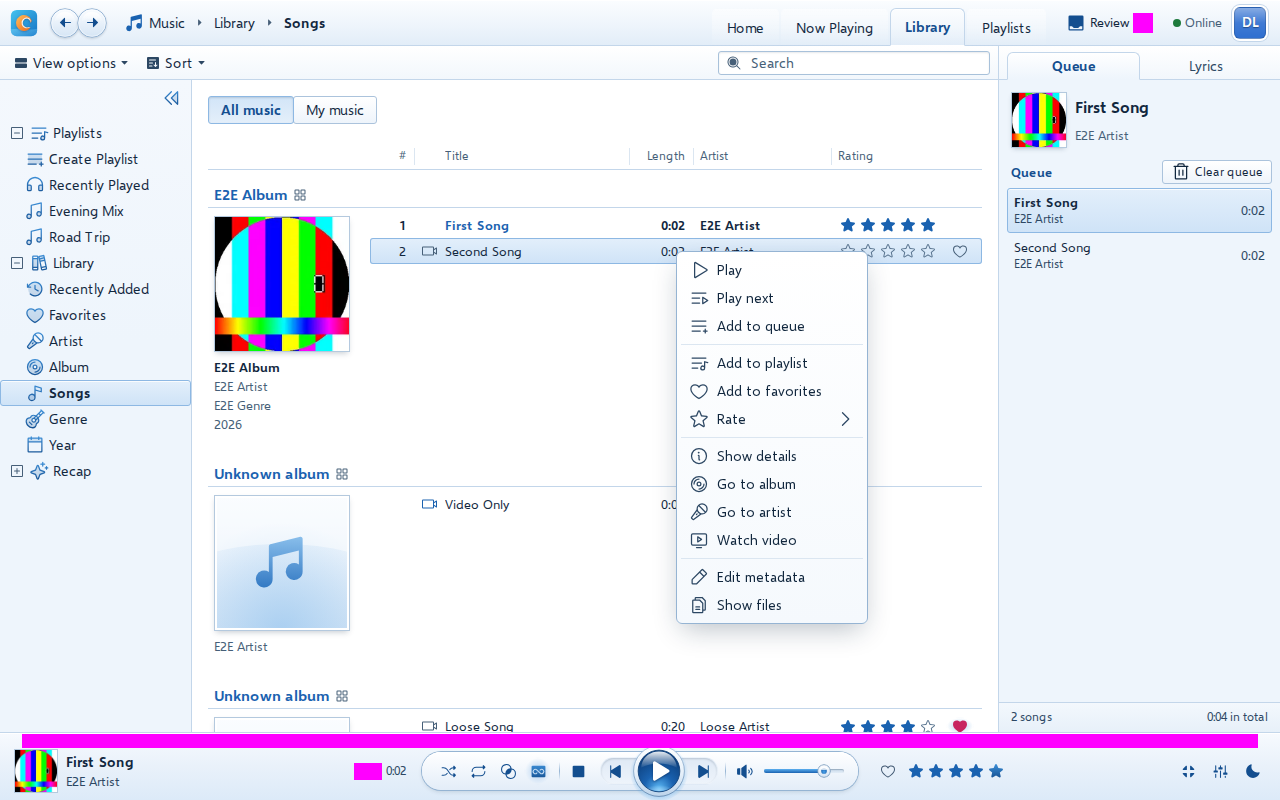 Music
Library
Songs
Home
Now Playing
Library
Playlists
Review
Online
DL
View options
Sort
Search
Queue
Lyrics
Playlists
Create Playlist
Recently Played
Evening Mix
Road Trip
Library
Recently Added
Favorites
Artist
Album
Songs
Genre
Year
Recap
All music
My music
# Title Length Artist Rating
E2E Album
1 First Song 0:02 E2E Artist
2 Second Song 0:02 E2E Artist
E2E Album
E2E Artist
E2E Genre
2026
Unknown album
Video Only
E2E Artist
Unknown album
Loose Song 0:20 Loose Artist
Play
Play next
Add to queue
Add to playlist
Add to favorites
Rate
Show details
Go to album
Go to artist
Watch video
Edit metadata
Show files
First Song
E2E Artist
Queue
Clear queue
First Song
E2E Artist
0:02
Second Song
E2E Artist
0:02
2 songs
0:04 in total
First Song
E2E Artist
0:02